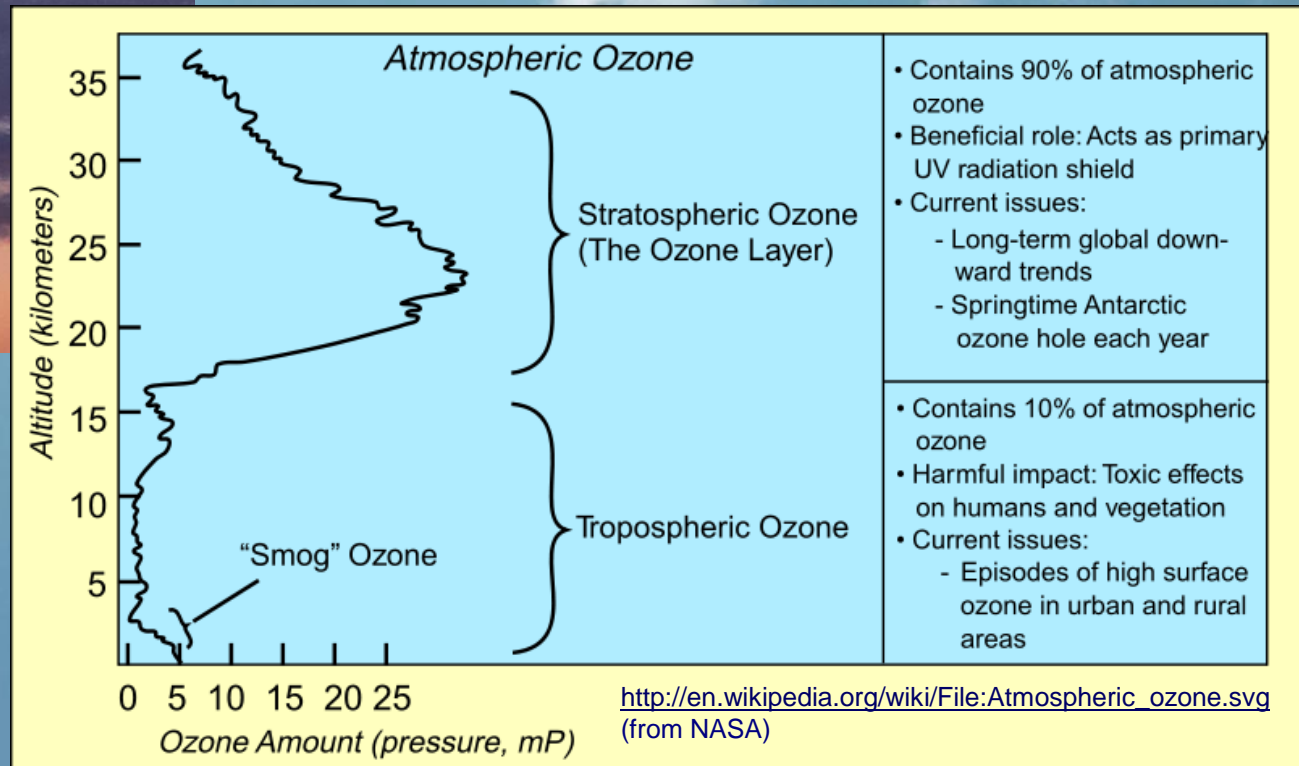 Atmospheric Ozone
35
30
25
20
15
10
5
Altitude (kilometers)
Stratospheric Ozone
(The Ozone Layer)
Tropospheric Ozone
“Smog” Ozone
0 5 10 15 20 25
Ozone Amount (pressure, mP)
• Contains 90% of atmospheric
ozone
• Beneficial role: Acts as primary
UV radiation shield
• Current issues:
- Long-term global down-
ward trends
- Springtime Antarctic
ozone hole each year
• Contains 10% of atmospheric
ozone
• Harmful impact: Toxic effects
on humans and vegetation
• Current issues:
- Episodes of high surface
ozone in urban and rural
areas
http://en.wikipedia.org/wiki/File:Atmospheric_ozone.svg
(from NASA)